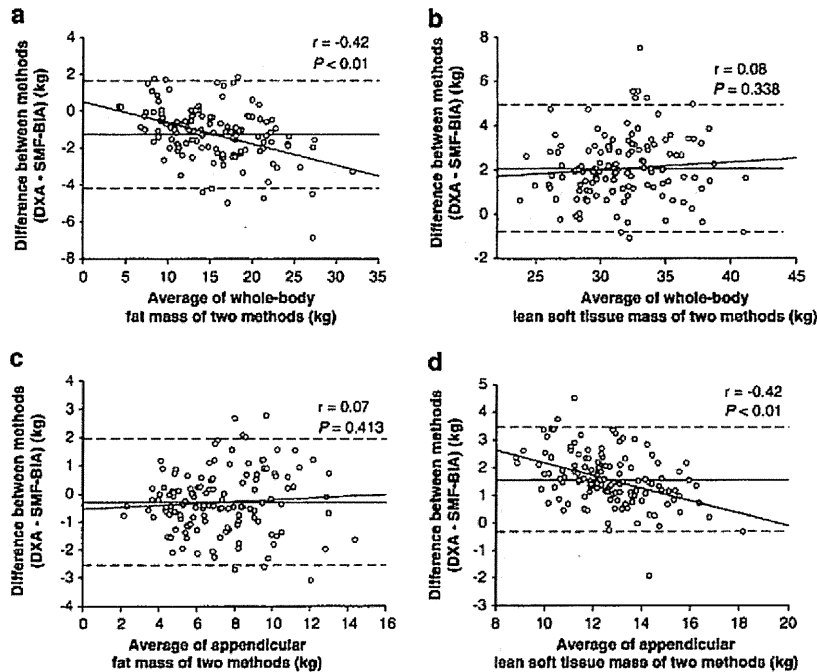 a
Difference between methods
(DXA - SMF-BIA) (kg)
4
2
0
-2
-4
-6
-8
r = -0.42
P < 0.01
0 5 10 15 20 25 30 35
Average of whole-body
fat mass of two methods (kg)
b
Difference between methods
(DXA - SMF-BIA) (kg)
8
6
4
2
0
-2
r = 0.08
P = 0.338
25 30 35 40 45
Average of whole-body
lean soft tissue mass of two methods (kg)
c
Difference between methods
(DXA - SMF-BIA) (kg)
4
3
2
1
0
-1
-2
-3
-4
r = 0.07
P = 0,413
0 2 4 6 8 10 12 14 16
Average of appendicular
fat mass of two methods (kg)
d
Difference between methods
(DXA - SMF-BIA) (kg)
5
4
3
2
1
0
-1
-2
-3
r = -0.42
P < 0.01
8 10 12 14 16 18 20
Average of appendicular
lean soft tissue mass of two methods (kg)